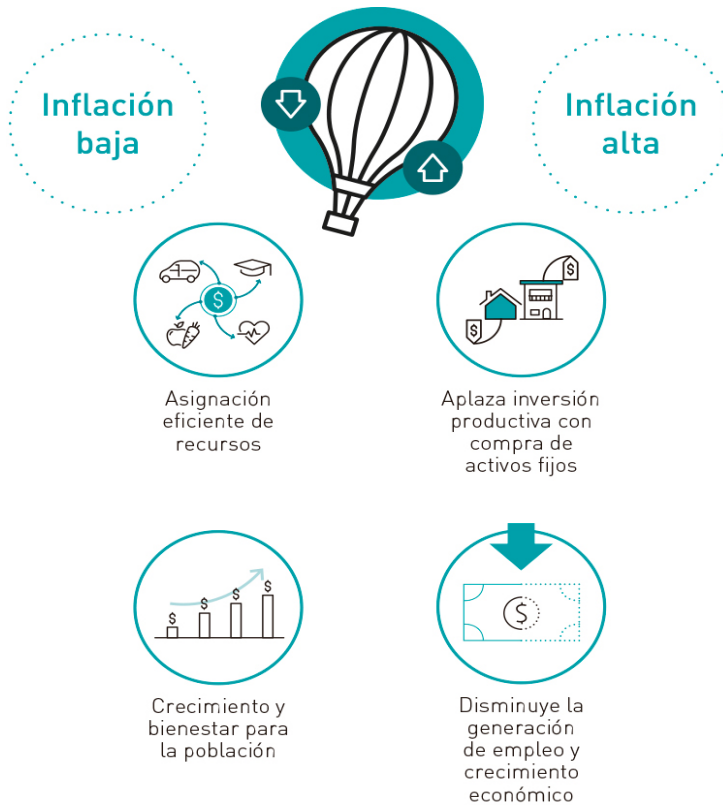 Inflación
baja
Inflación
alta
$
Asignación
eficiente de
recursos
$
$
Aplaza inversión
productiva con
compra de
activos fijos
$
$
$
$
Crecimiento y
bienestar para
la población
$
Disminuye la
generación
de empleo y
crecimiento
económico